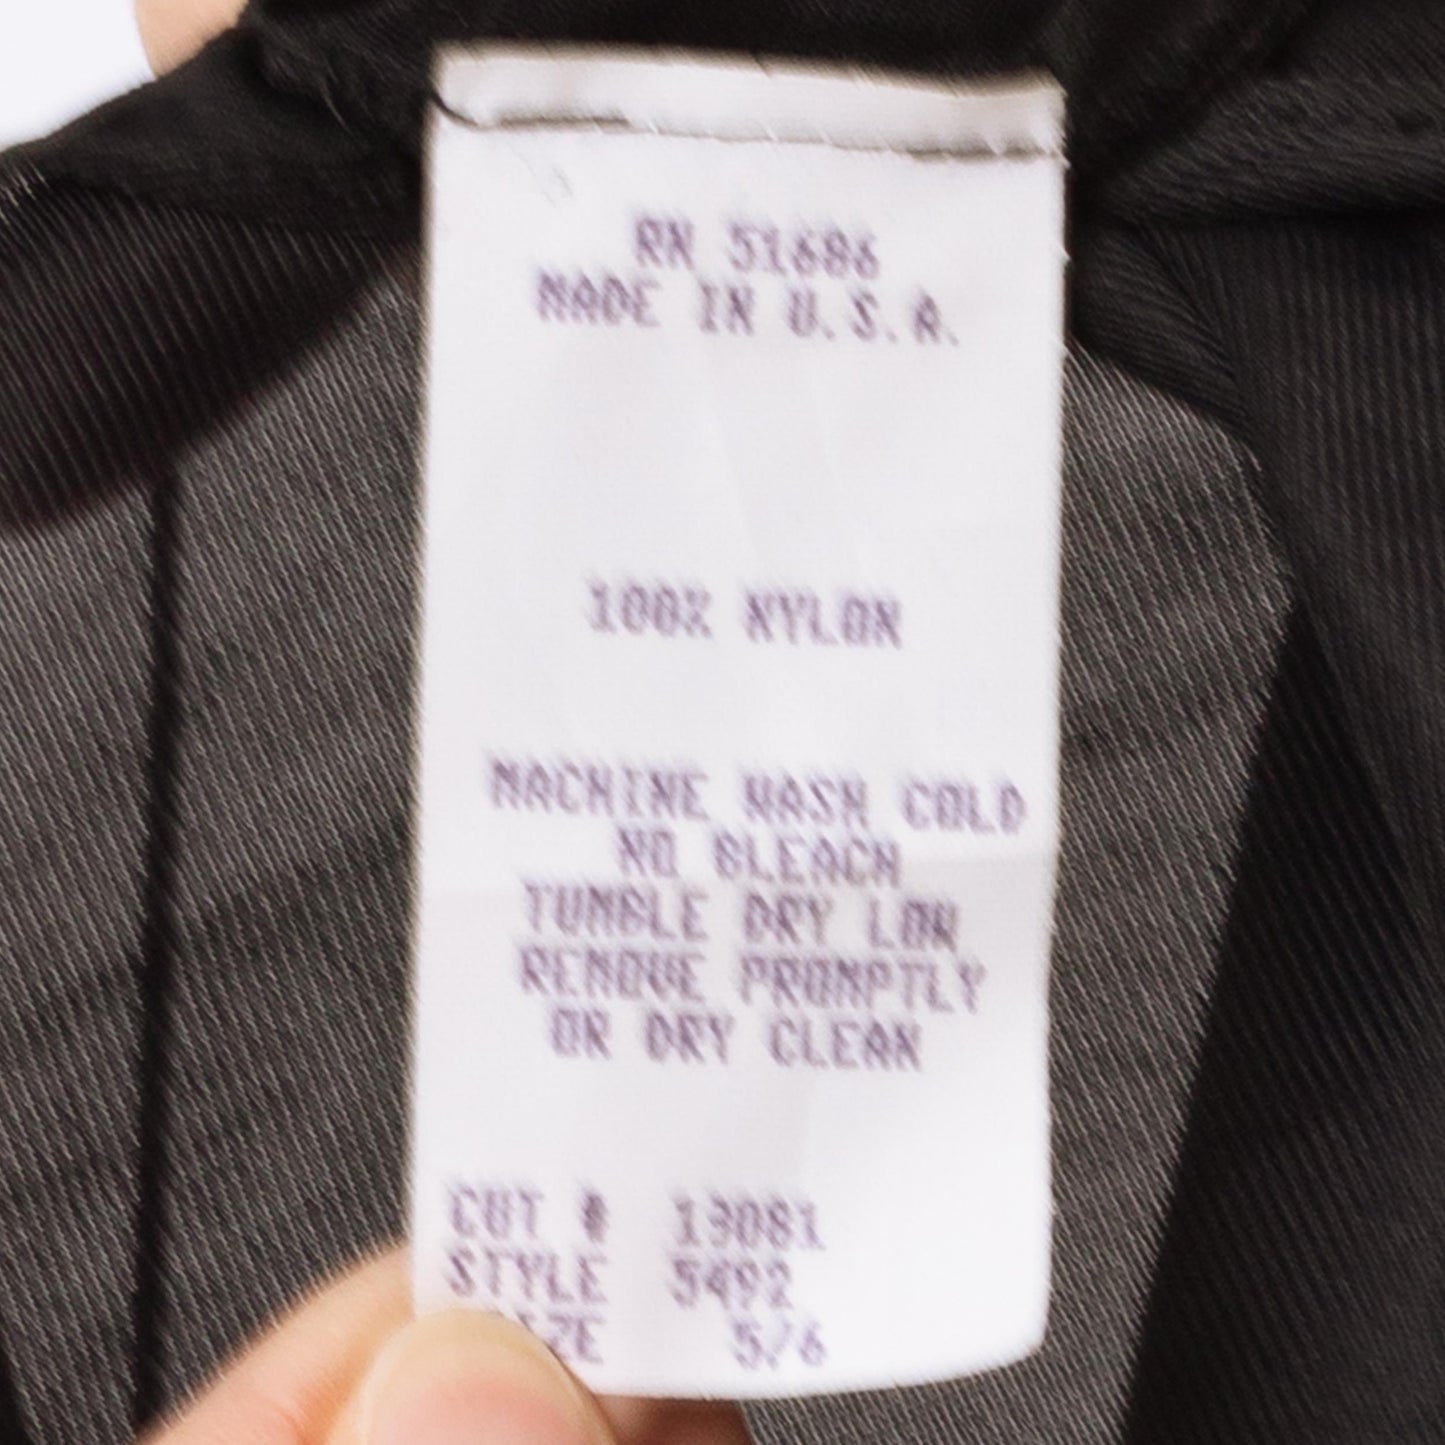 RN 51686
MADE IN U.S.A.
100% NYLON
MACHINE WASH COLD
NO BLEACH
TUMBLE DRY LOW
REMOVE PROMPTLY
OR DRY CLEAN
CUT # 13081
STYLE 5492
SIZE 5/6